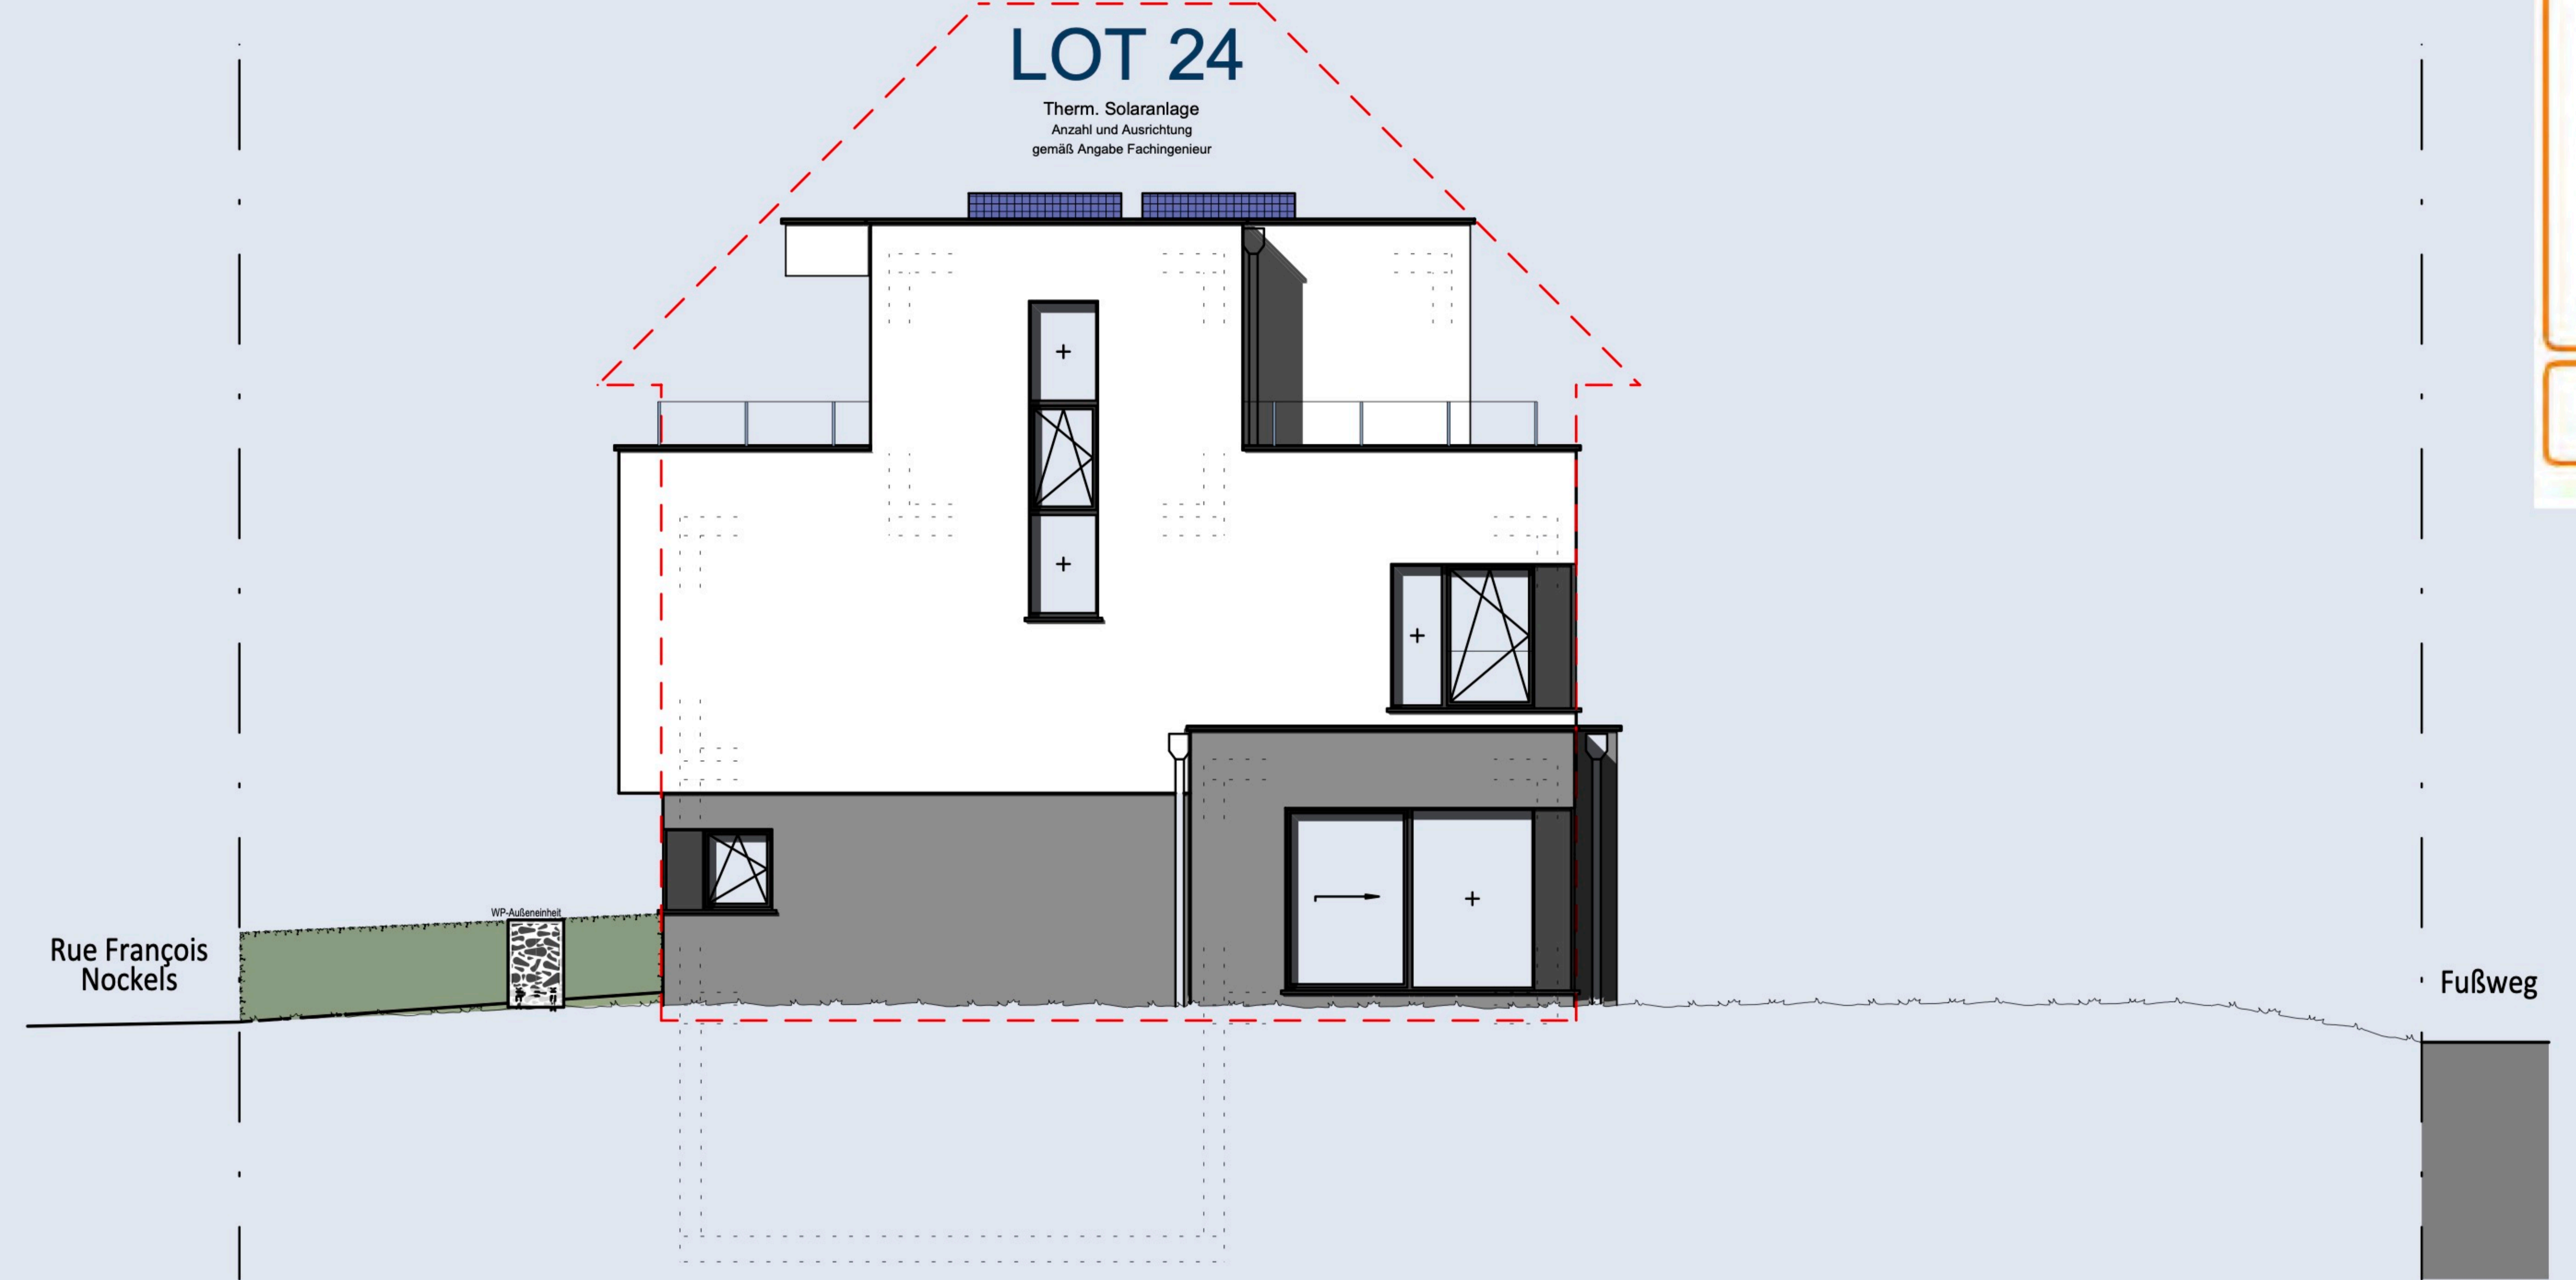 LOT 24
Therm. Solaranlage
Anzahl und Ausrichtung
gemäß Angabe Fachingenieur
WP-Außeneinheit
Rue François
Nockels
Fußweg